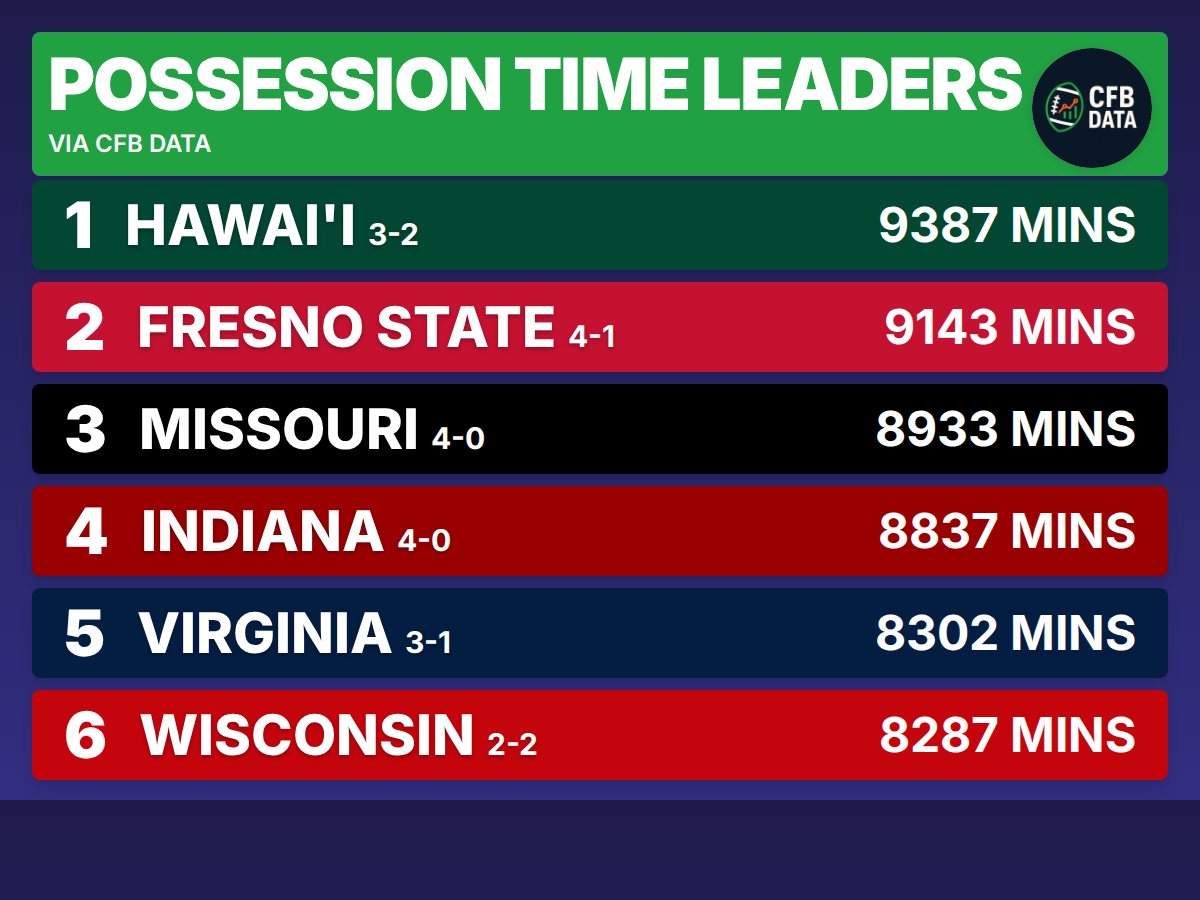 POSSESSION TIME LEADERS
VIA CFB DATA
CFB
DATA
1 HAWAI'I 3-2 9387 MINS
2 FRESNO STATE 4-1 9143 MINS
3 MISSOURI 4-0 8933 MINS
4 INDIANA 4-0 8837 MINS
5 VIRGINIA 3-1 8302 MINS
6 WISCONSIN 2-2 8287 MINS